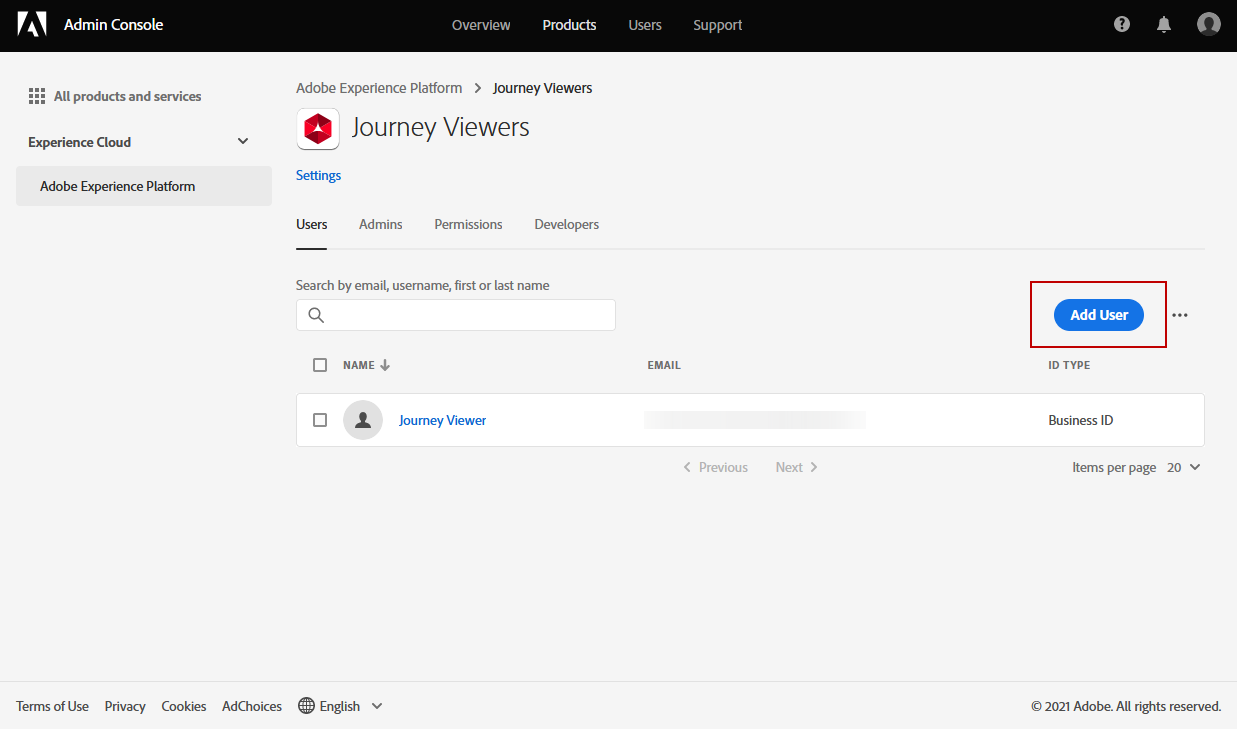 Admin Console
Overview Products Users Support
All products and services
Experience Cloud
Adobe Experience Platform
Adobe Experience Platform > Journey Viewers
Journey Viewers
Settings
Users Admins Permissions Developers
Search by email, username, first or last name
Add User
NAME EMAIL ID TYPE
Journey Viewer Business ID
Previous Next Items per page 20
Terms of Use Privacy Cookies AdChoices English © 2021 Adobe. All rights reserved.